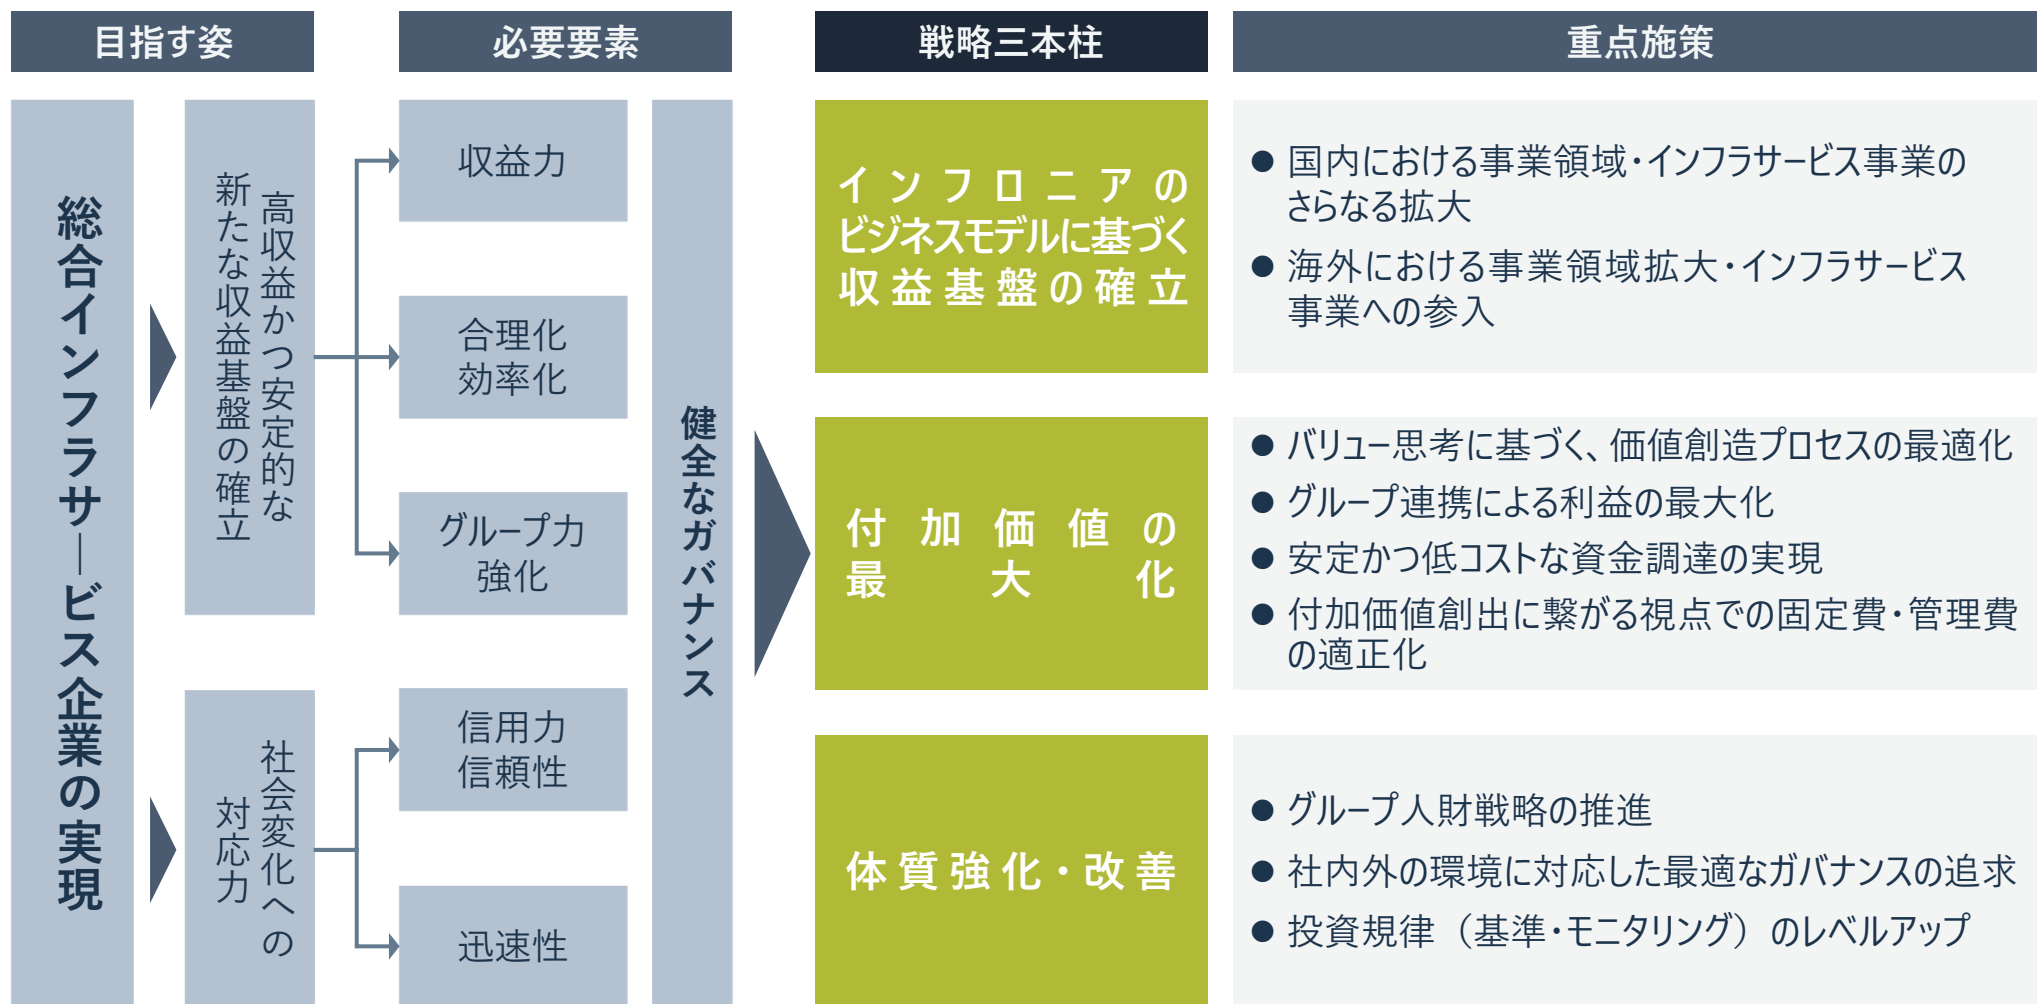 目指す姿
必要要素
戦略三本柱
重点施策
総合インフラサービス企業の実現
高収益かつ安定的な
新たな収益基盤の確立
社会変化への
対応力
収益力
合理化
効率化
グループ力
強化
信用力
信頼性
迅速性
健全なガバナンス
インフロニアの
ビジネスモデルに基づく
収益基盤の確立
● 国内における事業領域・インフラサービス事業の
さらなる拡大
● 海外における事業領域拡大・インフラサービス
事業への参入
付加価値の
最大化
● バリュー思考に基づく、価値創造プロセスの最適化
● グループ連携による利益の最大化
● 安定かつ低コストな資金調達の実現
● 付加価値創出に繋がる視点での固定費・管理費
の適正化
体質強化・改善
● グループ人財戦略の推進
● 社内外の環境に対応した最適なガバナンスの追求
● 投資規律（基準・モニタリング）のレベルアップ